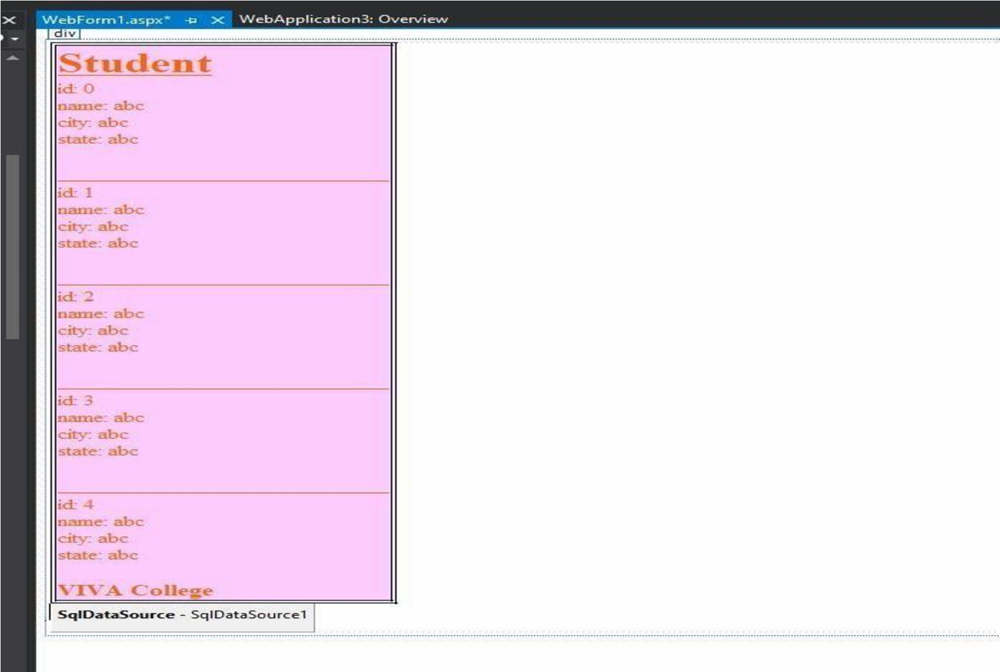 WebForm1.aspx* WebApplication3: Overview
div
Student
id: 0
name: abc
city: abc
state: abc
id: 1
name: abc
city: abc
state: abc
id: 2
name: abc
city: abc
state: abc
id: 3
name: abc
city: abc
state: abc
id: 4
name: abc
city: abc
state: abc
VIVA College
SqlDataSource - SqlDataSource1